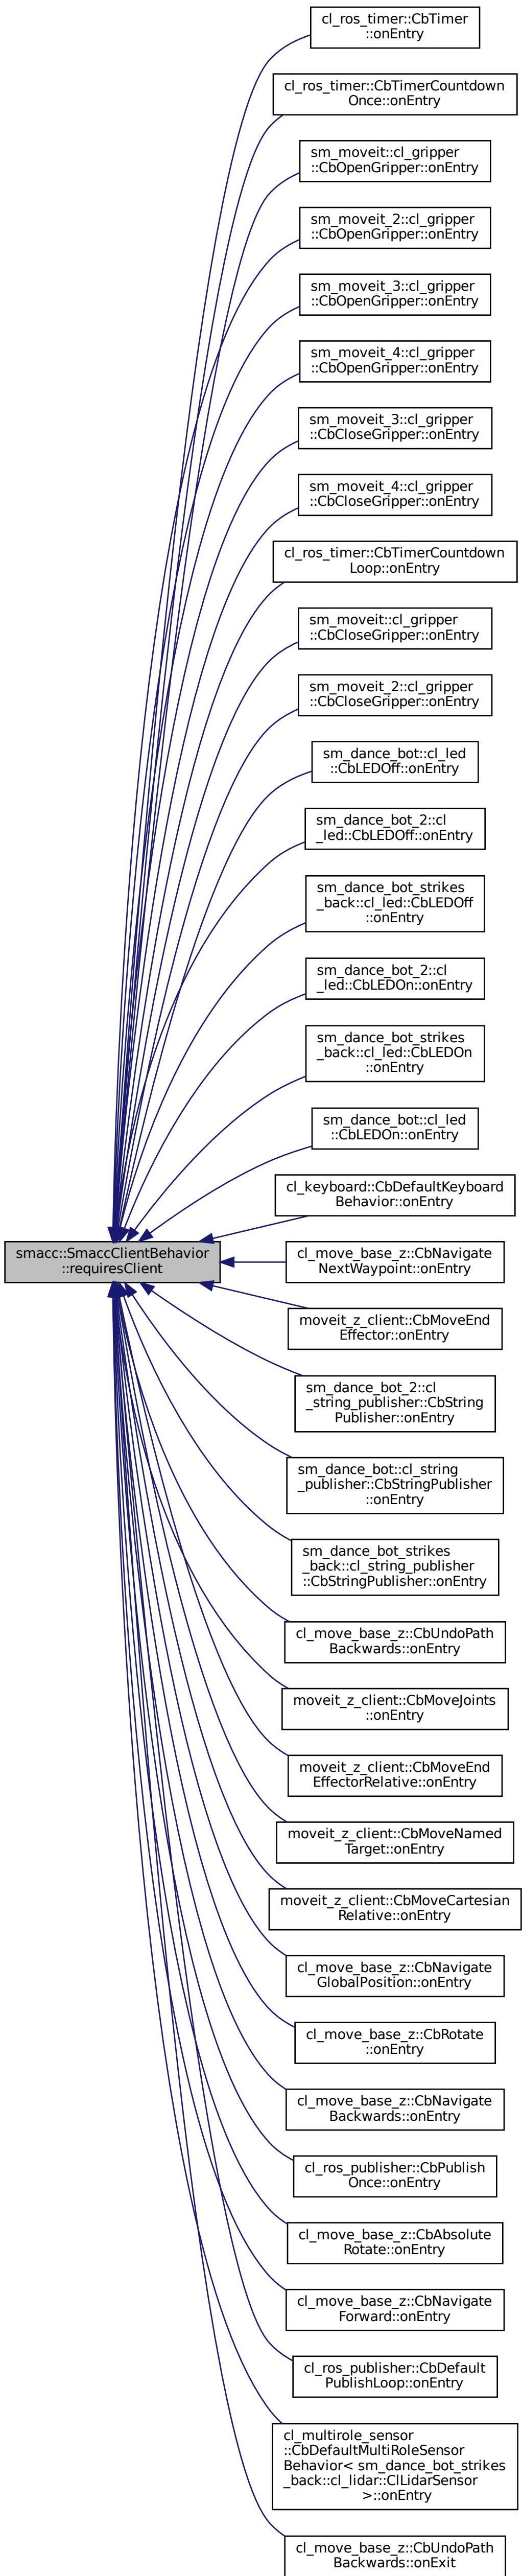 cl_ros_timer::CbTimer
::onEntry
cl_ros_timer::CbTimerCountdown
Once::onEntry
sm_moveit::cl_gripper
::CbOpenGripper::onEntry
sm_moveit_2::cl_gripper
::CbOpenGripper::onEntry
sm_moveit_3::cl_gripper
::CbOpenGripper::onEntry
sm_moveit_4::cl_gripper
::CbOpenGripper::onEntry
sm_moveit_3::cl_gripper
::CbCloseGripper::onEntry
sm_moveit_4::cl_gripper
::CbCloseGripper::onEntry
cl_ros_timer::CbTimerCountdown
Loop::onEntry
sm_moveit::cl_gripper
::CbCloseGripper::onEntry
sm_moveit_2::cl_gripper
::CbCloseGripper::onEntry
sm_dance_bot::cl_led
::CbLEDOff::onEntry
sm_dance_bot_2::cl
_led::CbLEDOff::onEntry
sm_dance_bot_strikes
_back::cl_led::CbLEDOff
::onEntry
sm_dance_bot_2::cl
_led::CbLEDOn::onEntry
sm_dance_bot_strikes
_back::cl_led::CbLEDOn
::onEntry
sm_dance_bot::cl_led
::CbLEDOn::onEntry
cl_keyboard::CbDefaultKeyboard
Behavior::onEntry
smacc::SmaccClientBehavior
::requiresClient
cl_move_base_z::CbNavigate
NextWaypoint::onEntry
moveit_z_client::CbMoveEnd
Effector::onEntry
sm_dance_bot_2::cl
_string_publisher::CbString
Publisher::onEntry
sm_dance_bot::cl_string
_publisher::CbStringPublisher
::onEntry
sm_dance_bot_strikes
_back::cl_string_publisher
::CbStringPublisher::onEntry
cl_move_base_z::CbUndoPath
Backwards::onEntry
moveit_z_client::CbMoveJoints
::onEntry
moveit_z_client::CbMoveEnd
EffectorRelative::onEntry
moveit_z_client::CbMoveNamed
Target::onEntry
moveit_z_client::CbMoveCartesian
Relative::onEntry
cl_move_base_z::CbNavigate
GlobalPosition::onEntry
cl_move_base_z::CbRotate
::onEntry
cl_move_base_z::CbNavigate
Backwards::onEntry
cl_ros_publisher::CbPublish
Once::onEntry
cl_move_base_z::CbAbsolute
Rotate::onEntry
cl_move_base_z::CbNavigate
Forward::onEntry
cl_ros_publisher::CbDefault
PublishLoop::onEntry
cl_multirole_sensor
::CbDefaultMultiRoleSensor
Behavior< sm_dance_bot_strikes
_back::cl_lidar::ClLidarSensor
>::onEntry
cl_move_base_z::CbUndoPath
Backwards::onExit